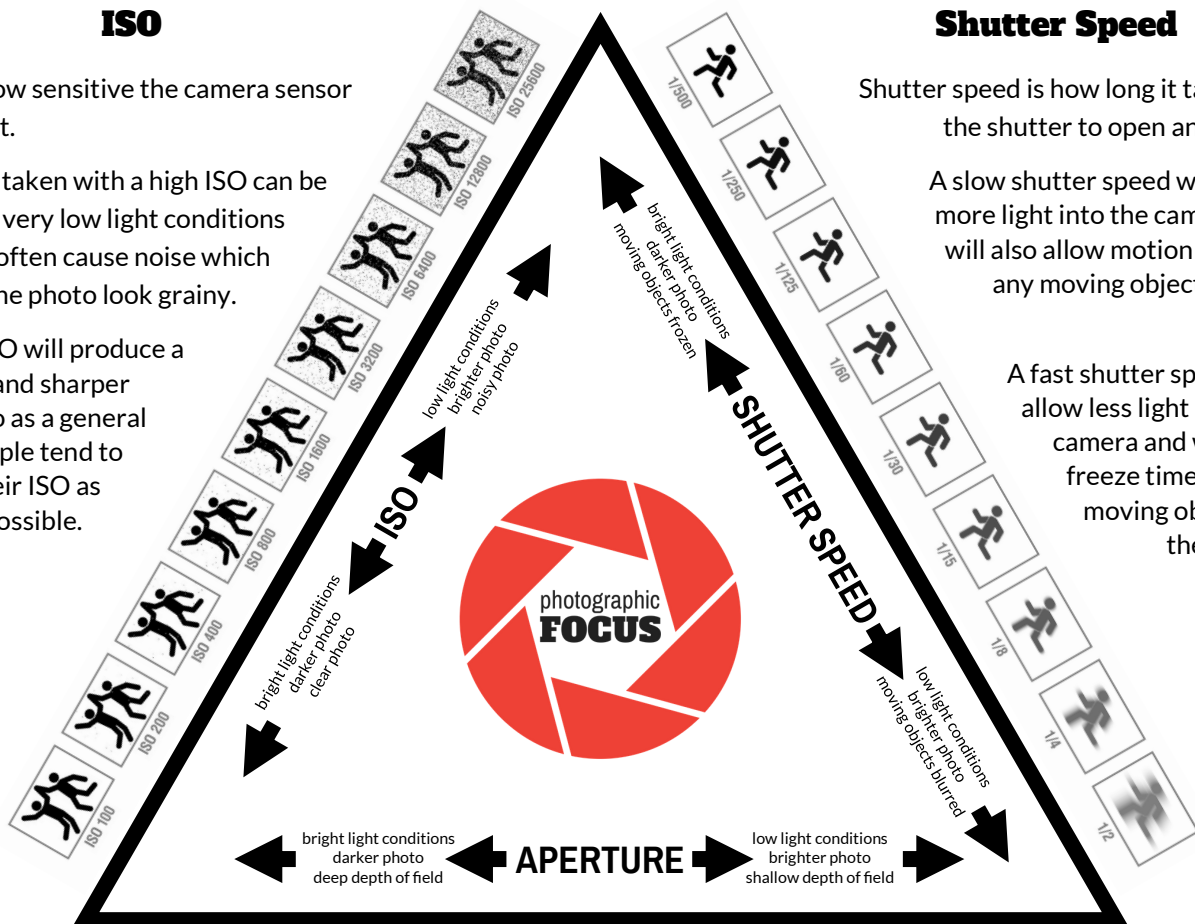 ISO
ow sensitive the camera sensor
t.
taken with a high ISO can be
very low light conditions
often cause noise which
he photo look grainy.
O will produce a
and sharper
o as a general
ple tend to
eir ISO as
ossible.
ISO 25600
ISO 12800
ISO 6400
ISO 3200
ISO 1600
ISO 800
ISO 400
ISO 200
ISO 100
low light conditions
brighter photo
noisy photo
ISO
bright light conditions
darker photo
clear photo
photographic
FOCUS
bright light conditions
darker photo
moving objects frozen
SHUTTER SPEED
low light conditions
brighter photo
moving objects blurred
bright light conditions
darker photo
deep depth of field
APERTURE
low light conditions
brighter photo
shallow depth of field
1/500
1/250
1/125
1/60
1/30
1/15
1/8
1/4
1/2
Shutter Speed
Shutter speed is how long it ta
the shutter to open an
A slow shutter speed w
more light into the cam
will also allow motion
any moving object
A fast shutter sp
allow less light
camera and w
freeze time
moving ob
the